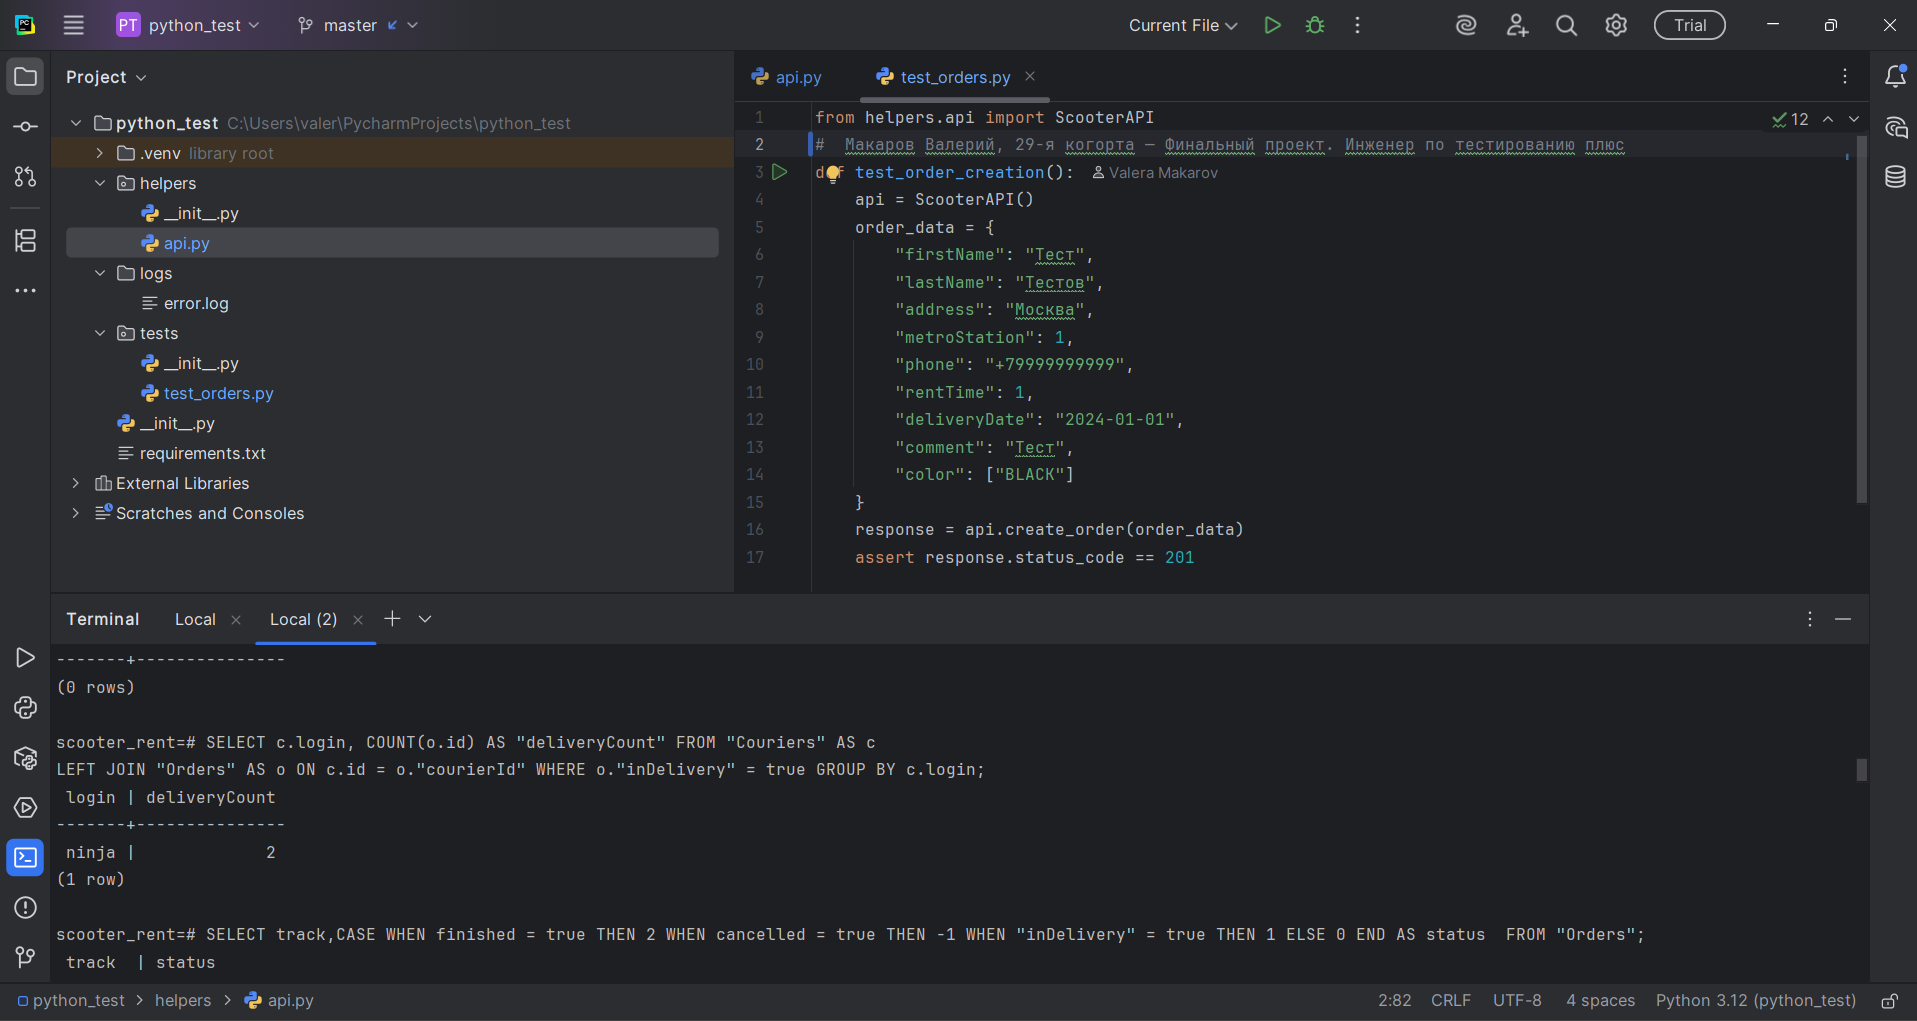 PC
PT python_test
master
Current File
Trial
Project
python_test C:\Users\valer\PycharmProjects\python_test
.venv library root
helpers
__init__.py
api.py
logs
error.log
tests
__init__.py
test_orders.py
__init__.py
requirements.txt
External Libraries
Scratches and Consoles
api.py
test_orders.py
12
1 from helpers.api import ScooterAPI
2 #  Макаров Валерий, 29-я когорта — Финальный проект. Инженер по тестированию плюс
3 def test_order_creation(): Valera Makarov
4     api = ScooterAPI()
5     order_data = {
6         "firstName": "Тест",
7         "lastName": "Тестов",
8         "address": "Москва",
9         "metroStation": 1,
10         "phone": "+79999999999",
11         "rentTime": 1,
12         "deliveryDate": "2024-01-01",
13         "comment": "Тест",
14         "color": ["BLACK"]
15     }
16     response = api.create_order(order_data)
17     assert response.status_code == 201
Terminal
Local
Local (2)
-------+---------------
(0 rows)
scooter_rent=# SELECT c.login, COUNT(o.id) AS "deliveryCount" FROM "Couriers" AS c
LEFT JOIN "Orders" AS o ON c.id = o."courierId" WHERE o."inDelivery" = true GROUP BY c.login;
 login | deliveryCount
-------+---------------
 ninja |             2
(1 row)
scooter_rent=# SELECT track,CASE WHEN finished = true THEN 2 WHEN cancelled = true THEN -1 WHEN "inDelivery" = true THEN 1 ELSE 0 END AS status  FROM "Orders";
 track  | status
python_test > helpers > api.py
2:82 CRLF UTF-8 4 spaces Python 3.12 (python_test)